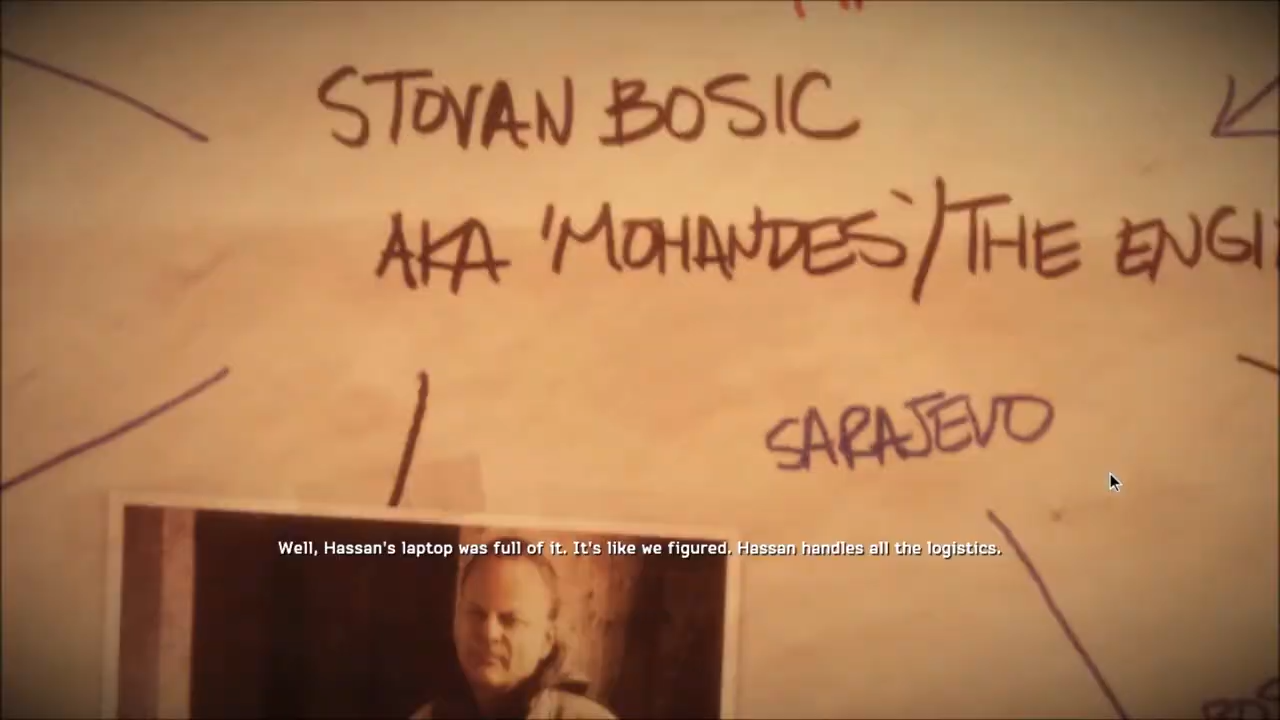 STOVAN BOSIC
AKA 'MOHANDES'/THE ENGI
SARAJEVO
Well, Hassan's laptop was full of it. It's like we figured. Hassan handles all the logistics.